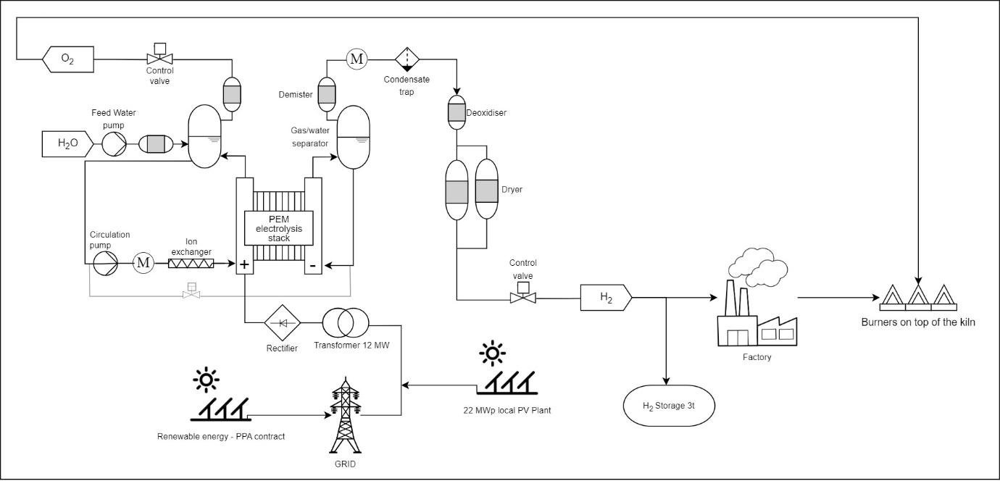 O2
Control
valve
Demister
M
Condensate
trap
Deoxidiser
Feed Water
pump
H2O
Gas/water
separator
Dryer
PEM
electrolysis
stack
Circulation
pump
M
Ion
exchanger
+
-
Control
valve
H2
Burners on top of the kiln
Rectifier
Transformer 12 MW
Factory
22 MWp local PV Plant
H2 Storage 3t
Renewable energy - PPA contract
GRID